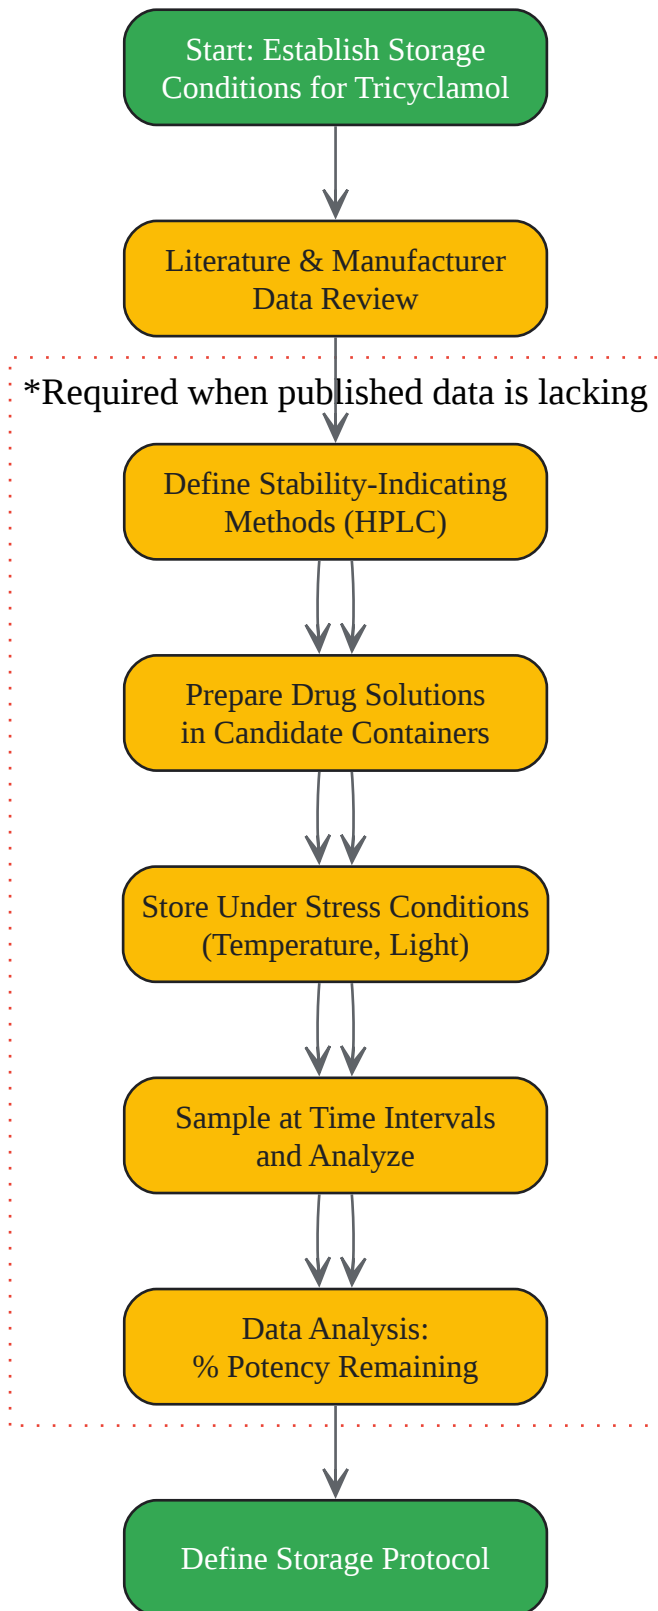 Start: Establish Storage
Conditions for Tricyclamol
Literature & Manufacturer
Data Review
*Required when published data is lacking
Define Stability-Indicating
Methods (HPLC)
Prepare Drug Solutions
in Candidate Containers
Store Under Stress Conditions
(Temperature, Light)
Sample at Time Intervals
and Analyze
Data Analysis:
% Potency Remaining
Define Storage Protocol